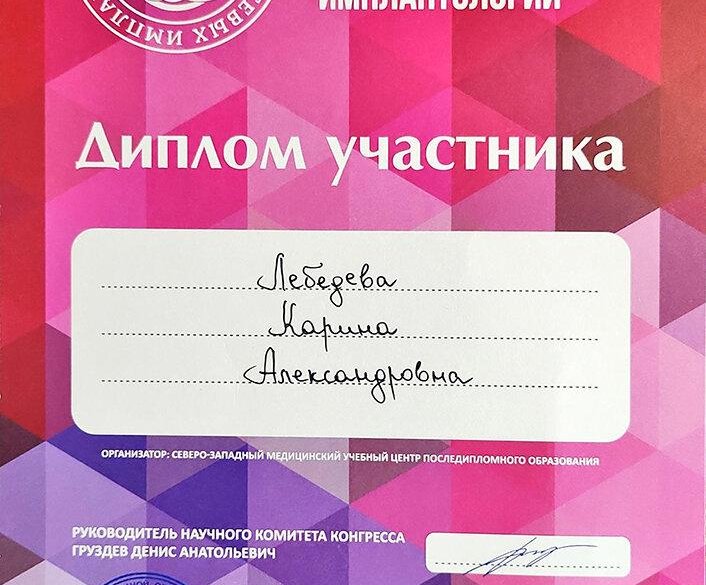 ИМПЛАНТОЛОГИИ
ДИПЛОМ УЧАСТНИКА
Лебедева
Карина
Александровна
ОРГАНИЗАТОР: СЕВЕРО-ЗАПАДНЫЙ МЕДИЦИНСКИЙ УЧЕБНЫЙ ЦЕНТР ПОСЛЕДИПЛОМНОГО ОБРАЗОВАНИЯ
РУКОВОДИТЕЛЬ НАУЧНОГО КОМИТЕТА КОНГРЕССА
ГРУЗДЕВ ДЕНИС АНАТОЛЬЕВИЧ